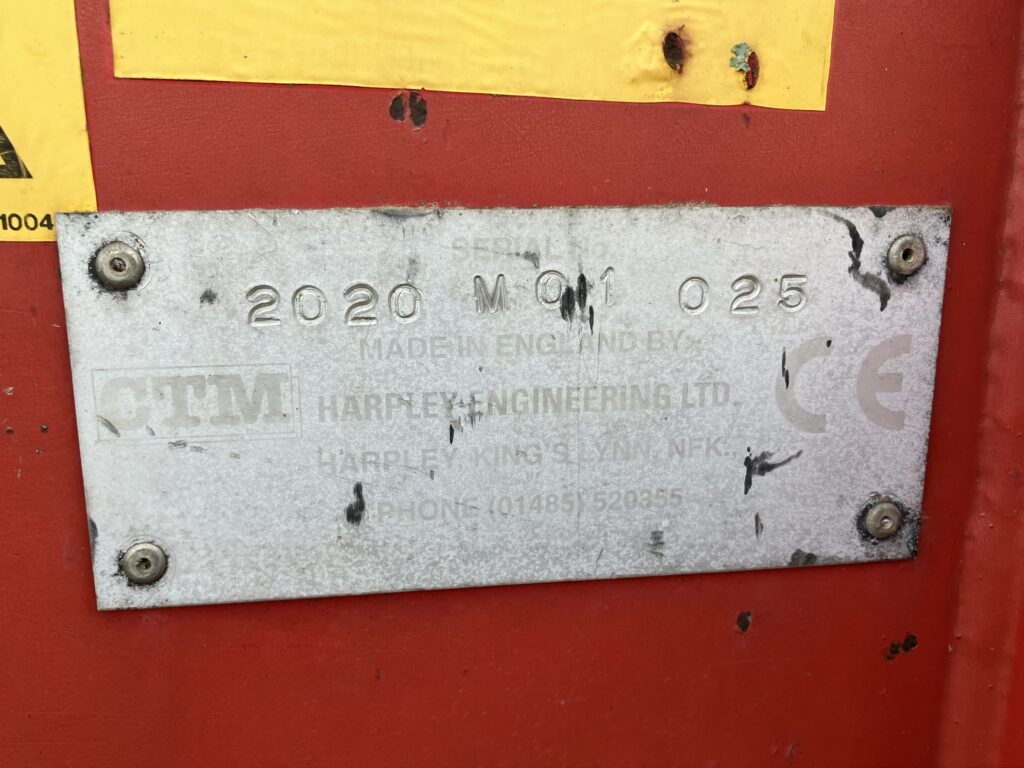 1004
SERIAL No.
2020 M 01 025
MADE IN ENGLAND BY:-
CTM
HARPLEY ENGINEERING LTD.
CE
HARPLEY, KING'S LYNN, NFK.,
PHONE (01485) 520355